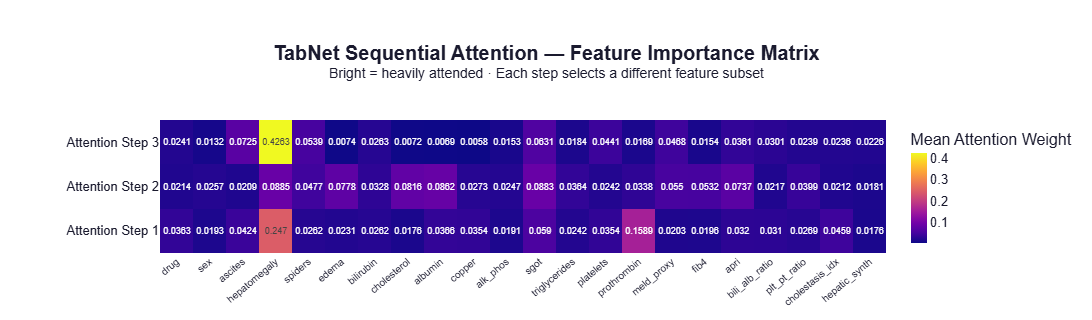 TabNet Sequential Attention — Feature Importance Matrix
Bright = heavily attended · Each step selects a different feature subset
Mean Attention Weight
Attention Step 3 0.0241 0.0132 0.0725 0.4263 0.0539 0.0074 0.0263 0.0072 0.0069 0.0058 0.0153 0.0631 0.0184 0.0441 0.0169 0.0468 0.0154 0.0361 0.0301 0.0239 0.0236 0.0226
Attention Step 2 0.0214 0.0257 0.0209 0.0885 0.0477 0.0778 0.0328 0.0816 0.0862 0.0273 0.0247 0.0883 0.0364 0.0242 0.0338 0.055 0.0532 0.0737 0.0217 0.0399 0.0212 0.0181
Attention Step 1 0.0363 0.0193 0.0424 0.247 0.0262 0.0231 0.0262 0.0176 0.0366 0.0354 0.0191 0.059 0.0242 0.0354 0.1589 0.0203 0.0196 0.032 0.031 0.0269 0.0459 0.0176
0.4
0.3
0.2
0.1
drug sex ascites hepatomegaly spiders edema bilirubin cholesterol albumin copper alk_phos sgot triglycerides platelets prothrombin meld_proxy fib4 apri bili_alb_ratio plt_pt_ratio cholestasis_idx hepatic_synth